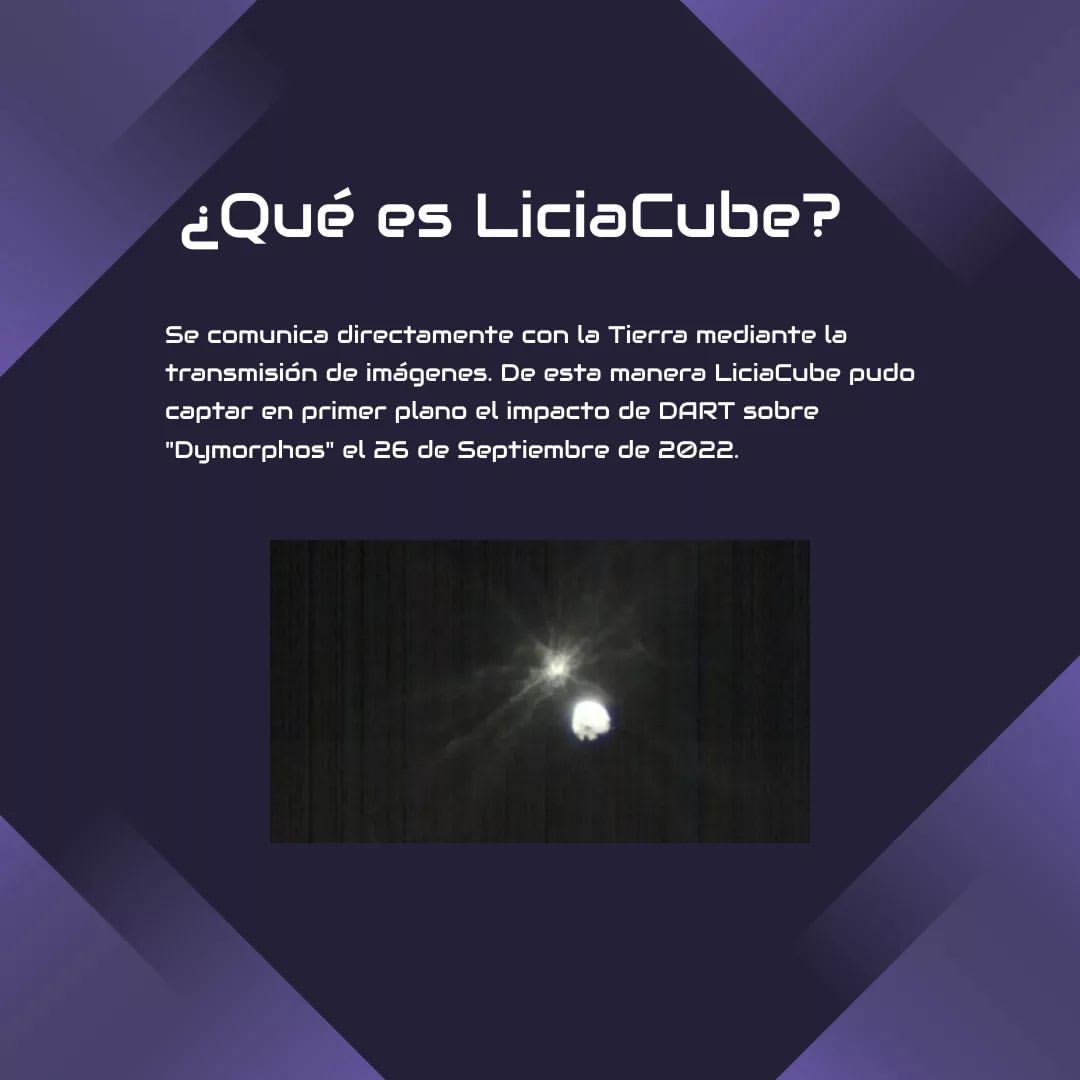 ¿Qué es LiciaCube?
Se comunica directamente con la Tierra mediante la
transmisión de imágenes. De esta manera LiciaCube pudo
captar en primer plano el impacto de DART sobre
"Dymorphos" el 26 de Septiembre de 2022.